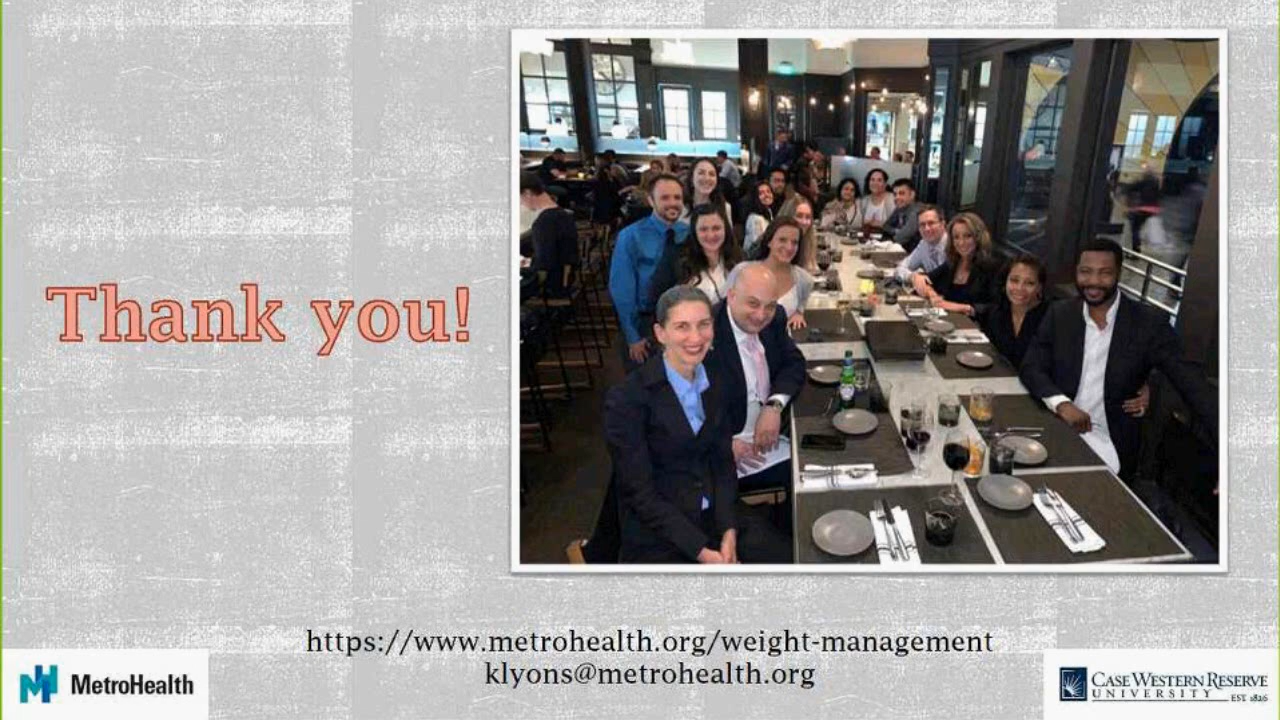 Thank you!
https://www.metrohealth.org/weight-management
klyons@metrohealth.org
MetroHealth
CASE WESTERN RESERVE
UNIVERSITY
EST 1826